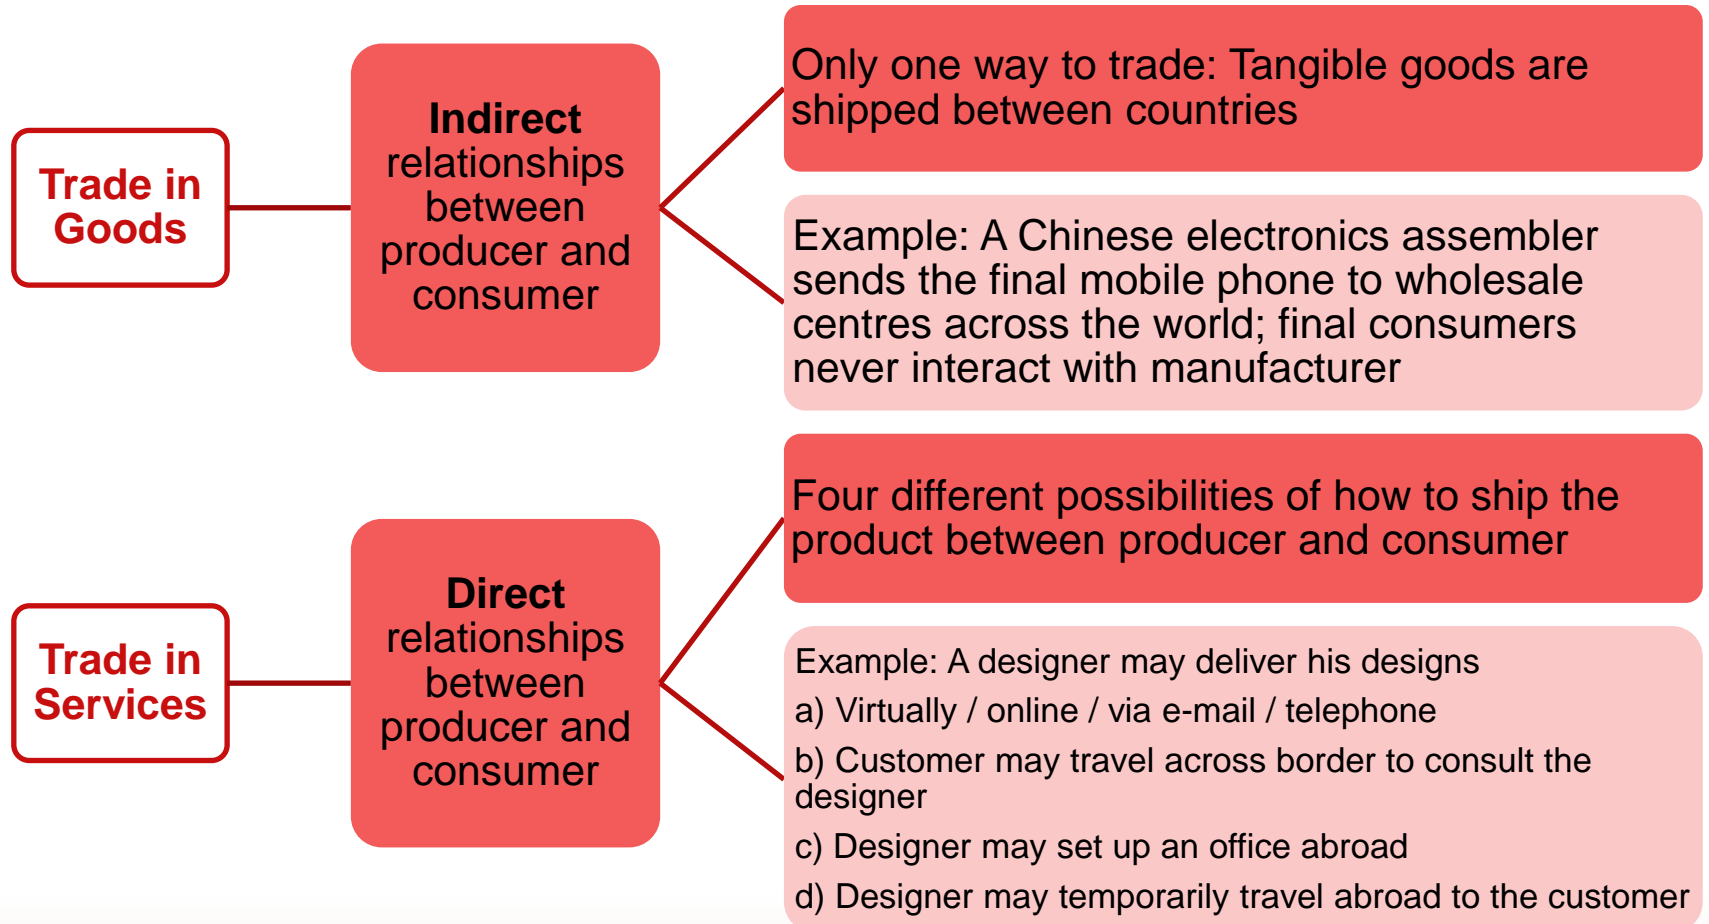 Trade in
Goods
Indirect
relationships
between
producer and
consumer
Only one way to trade: Tangible goods are
shipped between countries
Example: A Chinese electronics assembler
sends the final mobile phone to wholesale
centres across the world; final consumers
never interact with manufacturer
Trade in
Services
Direct
relationships
between
producer and
consumer
Four different possibilities of how to ship the
product between producer and consumer
Example: A designer may deliver his designs
a) Virtually / online / via e-mail / telephone
b) Customer may travel across border to consult the
designer
c) Designer may set up an office abroad
d) Designer may temporarily travel abroad to the customer